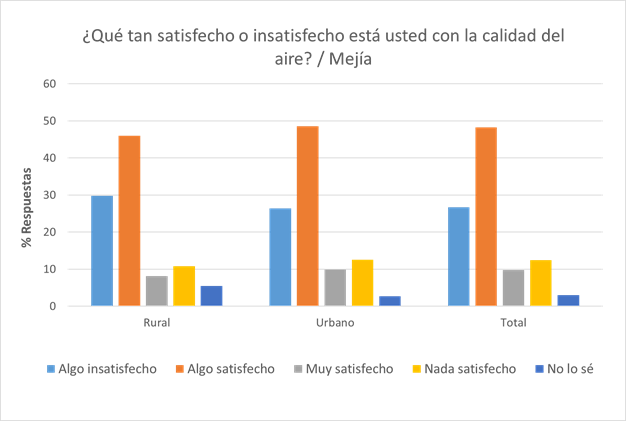 ¿Qué tan satisfecho o insatisfecho está usted con la calidad del
aire? / Mejía
60
50
40
30
20
10
0
% Respuestas
Rural
Urbano
Total
Algo insatisfecho
Algo satisfecho
Muy satisfecho
Nada satisfecho
No lo sé